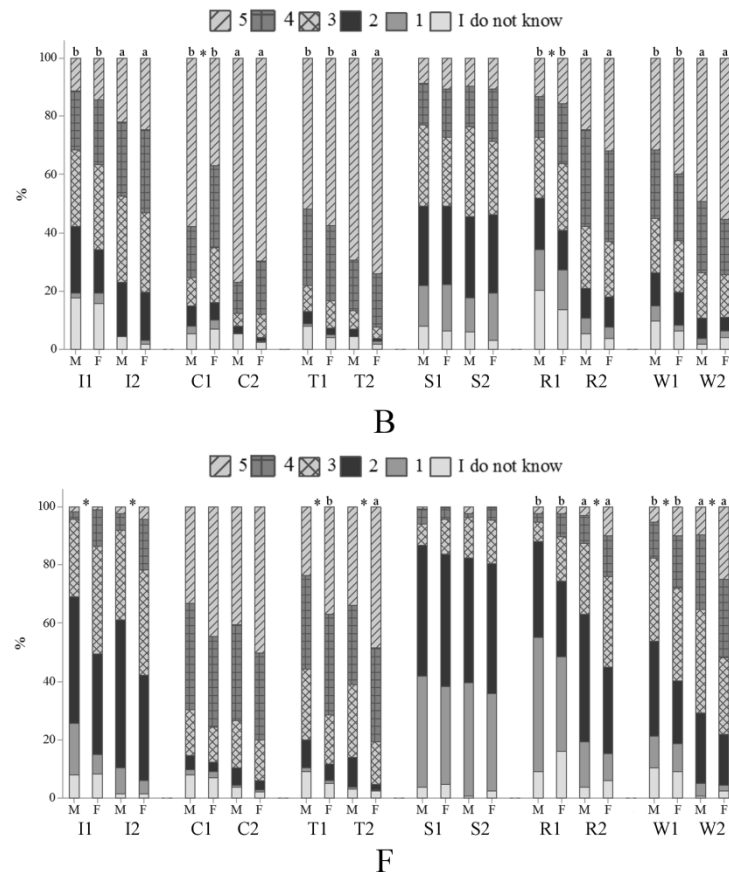 5 4 3 2 1 I do not know
b b a a b * b a a b b a a b * b a a b b a a
100
80
60
40
20
0
%
M F M F M F M F M F M F M F M F M F M F M F M F
I1 I2 C1 C2 T1 T2 S1 S2 R1 R2 W1 W2
B
5 4 3 2 1 I do not know
* * * b * a b b a * a b * b a * a
100
80
60
40
20
0
%
M F M F M F M F M F M F M F M F M F M F M F M F
I1 I2 C1 C2 T1 T2 S1 S2 R1 R2 W1 W2
F